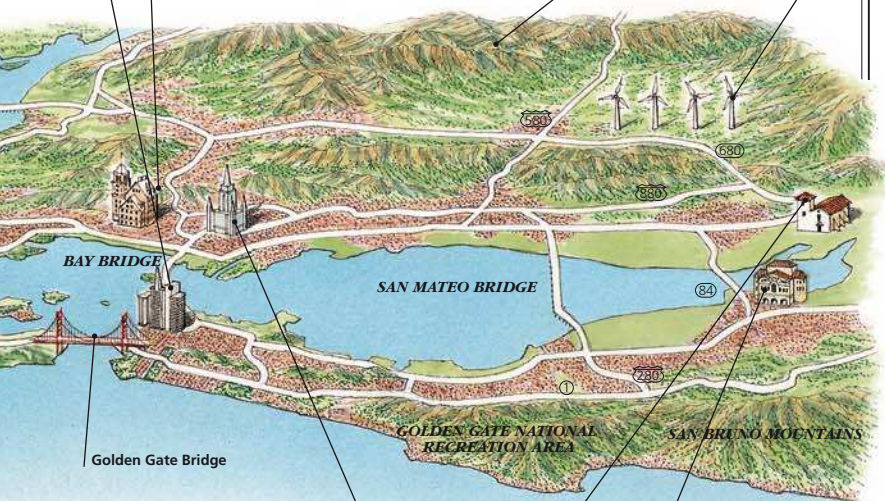 580
680
880
BAY BRIDGE
SAN MATEO BRIDGE
84
280
1
GOLDEN GATE NATIONAL
RECREATION AREA
SAN BRUNO MOUNTAINS
Golden Gate Bridge